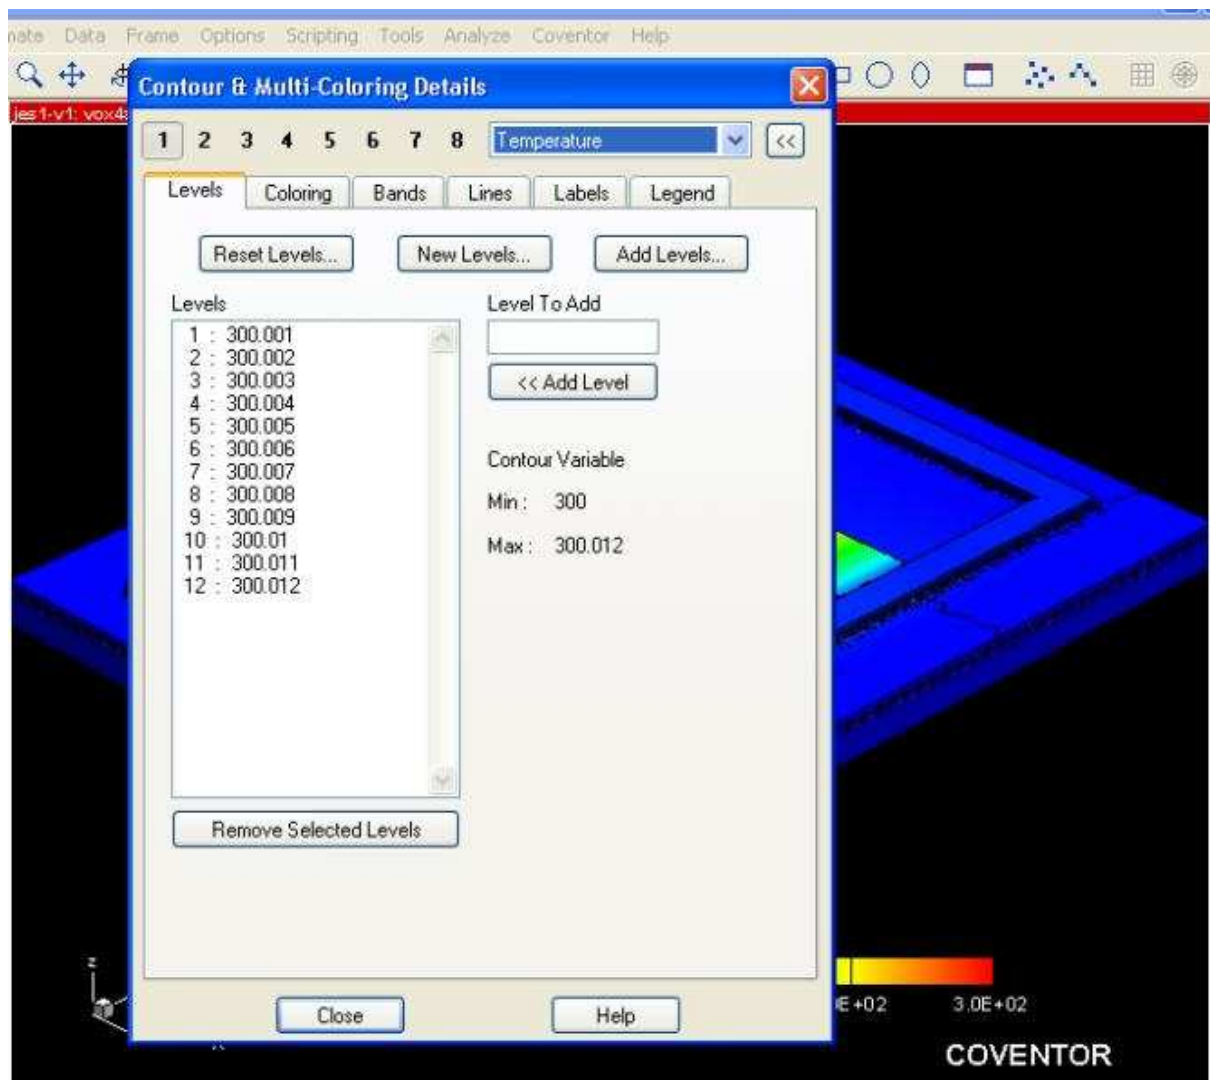 Data Frame Options Scripting Tools Analyze Coventor Help
Contour & Multi-Coloring Details
jes1-v1: vox4
1 2 3 4 5 6 7 8 Temperature <<
Levels Coloring Bands Lines Labels Legend
Reset Levels... New Levels... Add Levels...
Levels Level To Add
1 : 300.001
2 : 300.002
3 : 300.003
<< Add Level
4 : 300.004
5 : 300.005
6 : 300.006
Contour Variable
7 : 300.007
8 : 300.008
Min : 300
9 : 300.009
10 : 300.01
Max : 300.012
11 : 300.011
12 : 300.012
Remove Selected Levels
z
Close Help
E+02 3.0E+02
COVENTOR